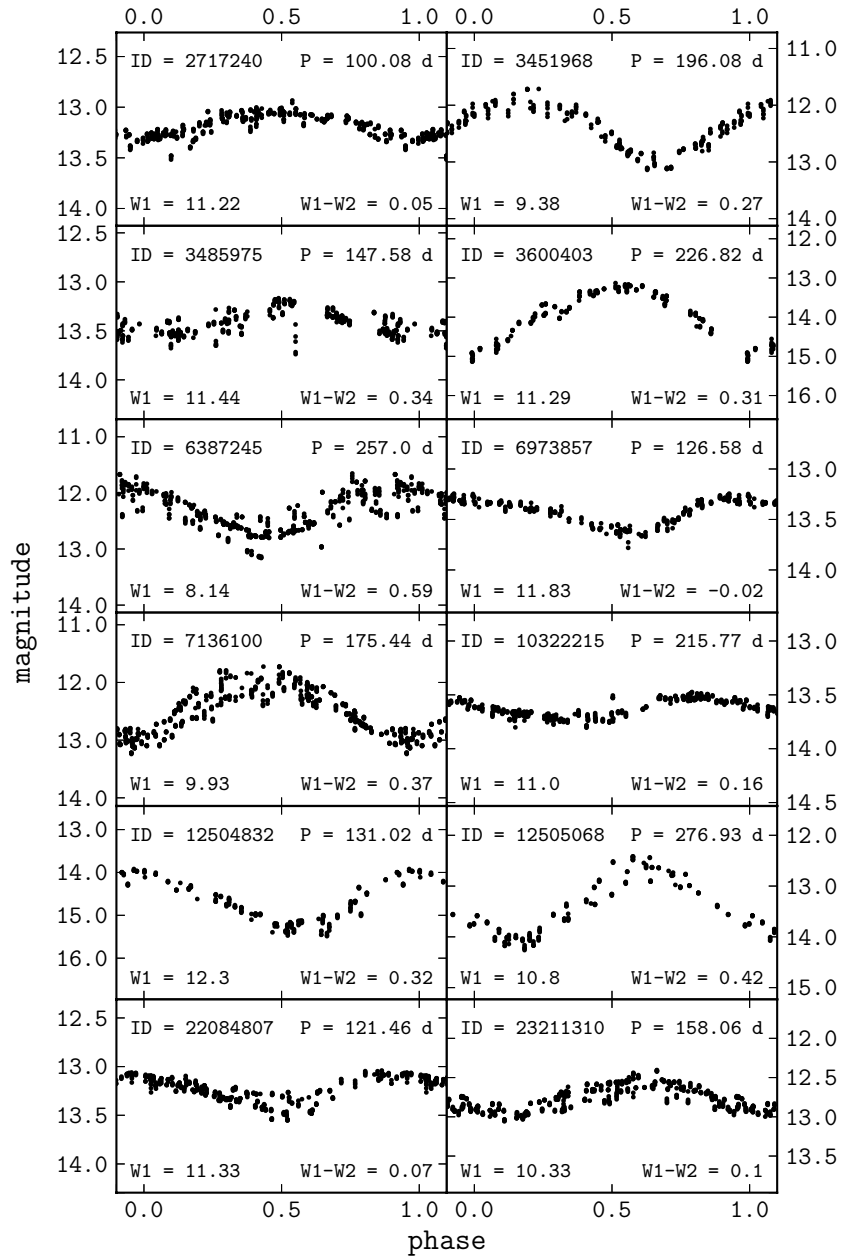 0.0 0.5 1.0 0.0 0.5 1.0
ID = 2717240 P = 100.08 d
12.5
13.0
13.5
14.0
W1 = 11.22 W1-W2 = 0.05
ID = 3451968 P = 196.08 d
11.0
12.0
13.0
14.0
W1 = 9.38 W1-W2 = 0.27
ID = 3485975 P = 147.58 d
12.5
13.0
13.5
14.0
W1 = 11.44 W1-W2 = 0.34
ID = 3600403 P = 226.82 d
12.0
13.0
14.0
15.0
16.0
W1 = 11.29 W1-W2 = 0.31
ID = 6387245 P = 257.0 d
11.0
12.0
13.0
14.0
W1 = 8.14 W1-W2 = 0.59
ID = 6973857 P = 126.58 d
13.0
13.5
14.0
W1 = 11.83 W1-W2 = -0.02
magnitude
ID = 7136100 P = 175.44 d
11.0
12.0
13.0
14.0
W1 = 9.93 W1-W2 = 0.37
ID = 10322215 P = 215.77 d
13.0
13.5
14.0
14.5
W1 = 11.0 W1-W2 = 0.16
ID = 12504832 P = 131.02 d
13.0
14.0
15.0
16.0
W1 = 12.3 W1-W2 = 0.32
ID = 12505068 P = 276.93 d
12.0
13.0
14.0
15.0
W1 = 10.8 W1-W2 = 0.42
ID = 22084807 P = 121.46 d
12.5
13.0
13.5
14.0
W1 = 11.33 W1-W2 = 0.07
ID = 23211310 P = 158.06 d
12.0
12.5
13.0
13.5
W1 = 10.33 W1-W2 = 0.1
0.0 0.5 1.0 0.0 0.5 1.0
phase